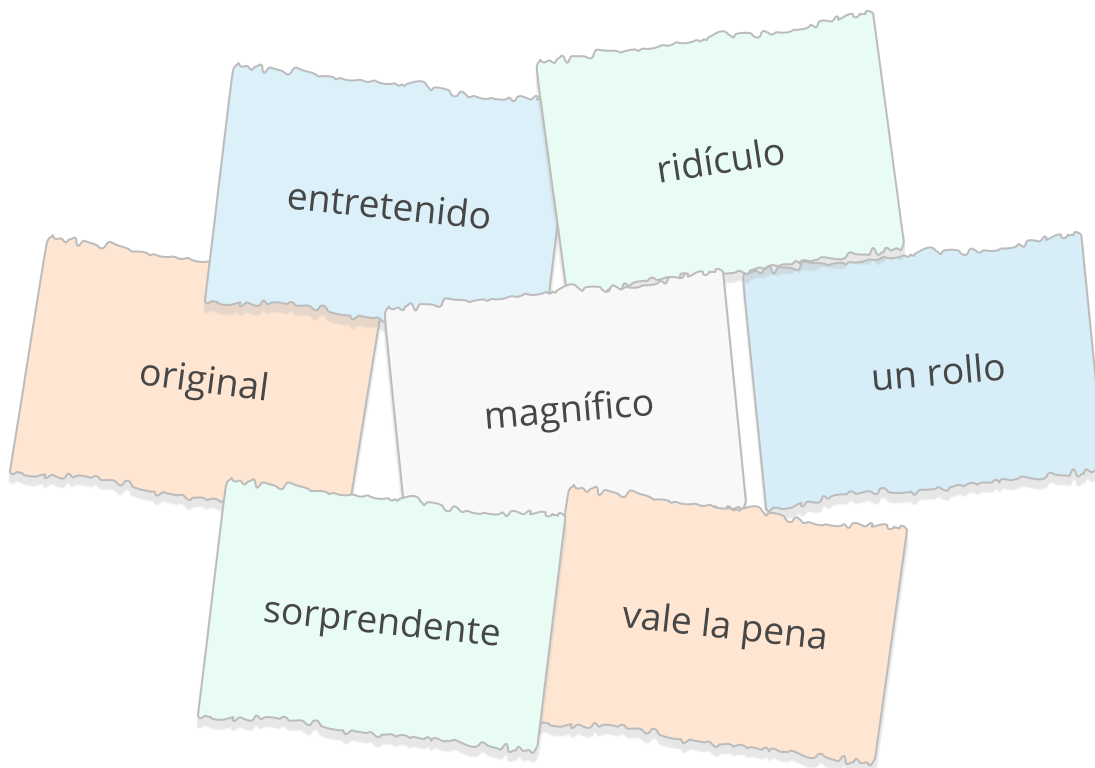 ridículo
entretenido
original
magnífico
un rollo
sorprendente
vale la pena